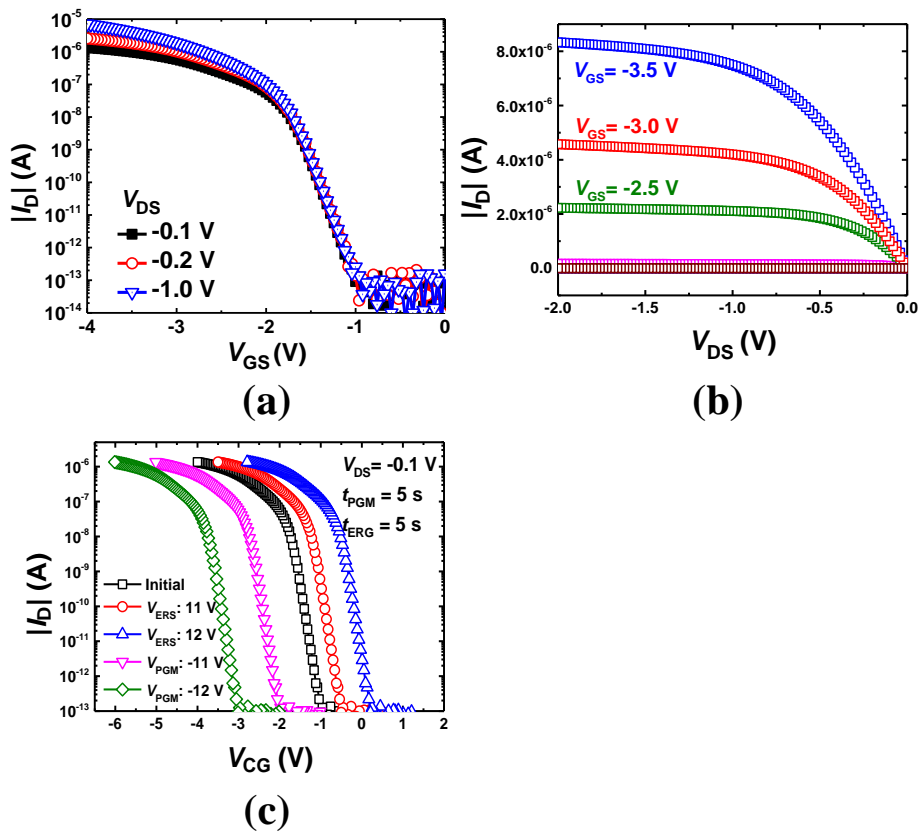 10⁻⁵
10⁻⁶
10⁻⁷
10⁻⁸
10⁻⁹
10⁻¹⁰
10⁻¹¹
10⁻¹²
10⁻¹³
10⁻¹⁴
|I_D| (A)
V_DS
-0.1 V
-0.2 V
-1.0 V
-4 -3 -2 -1 0
V_GS (V)
(a)
8.0x10⁻⁶
6.0x10⁻⁶
4.0x10⁻⁶
2.0x10⁻⁶
0.0
|I_D| (A)
V_GS= -3.5 V
V_GS= -3.0 V
V_GS= -2.5 V
-2.0 -1.5 -1.0 -0.5 0.0
V_DS (V)
(b)
10⁻⁶
10⁻⁷
10⁻⁸
10⁻⁹
10⁻¹⁰
10⁻¹¹
10⁻¹²
10⁻¹³
|I_D| (A)
V_DS= -0.1 V
t_PGM = 5 s
t_ERG = 5 s
Initial
V_ERS: 11 V
V_ERS: 12 V
V_PGM: -11 V
V_PGM: -12 V
-6 -5 -4 -3 -2 -1 0 1 2
V_CG (V)
(c)